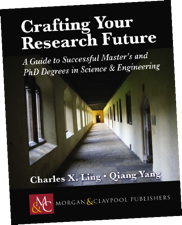 Crafting Your
Research Future
A Guide to Successful Master's and
PhD Degrees in Science & Engineering
Charles X. Ling • Qiang Yang
M&C
MORGAN & CLAYPOOL PUBLISHERS